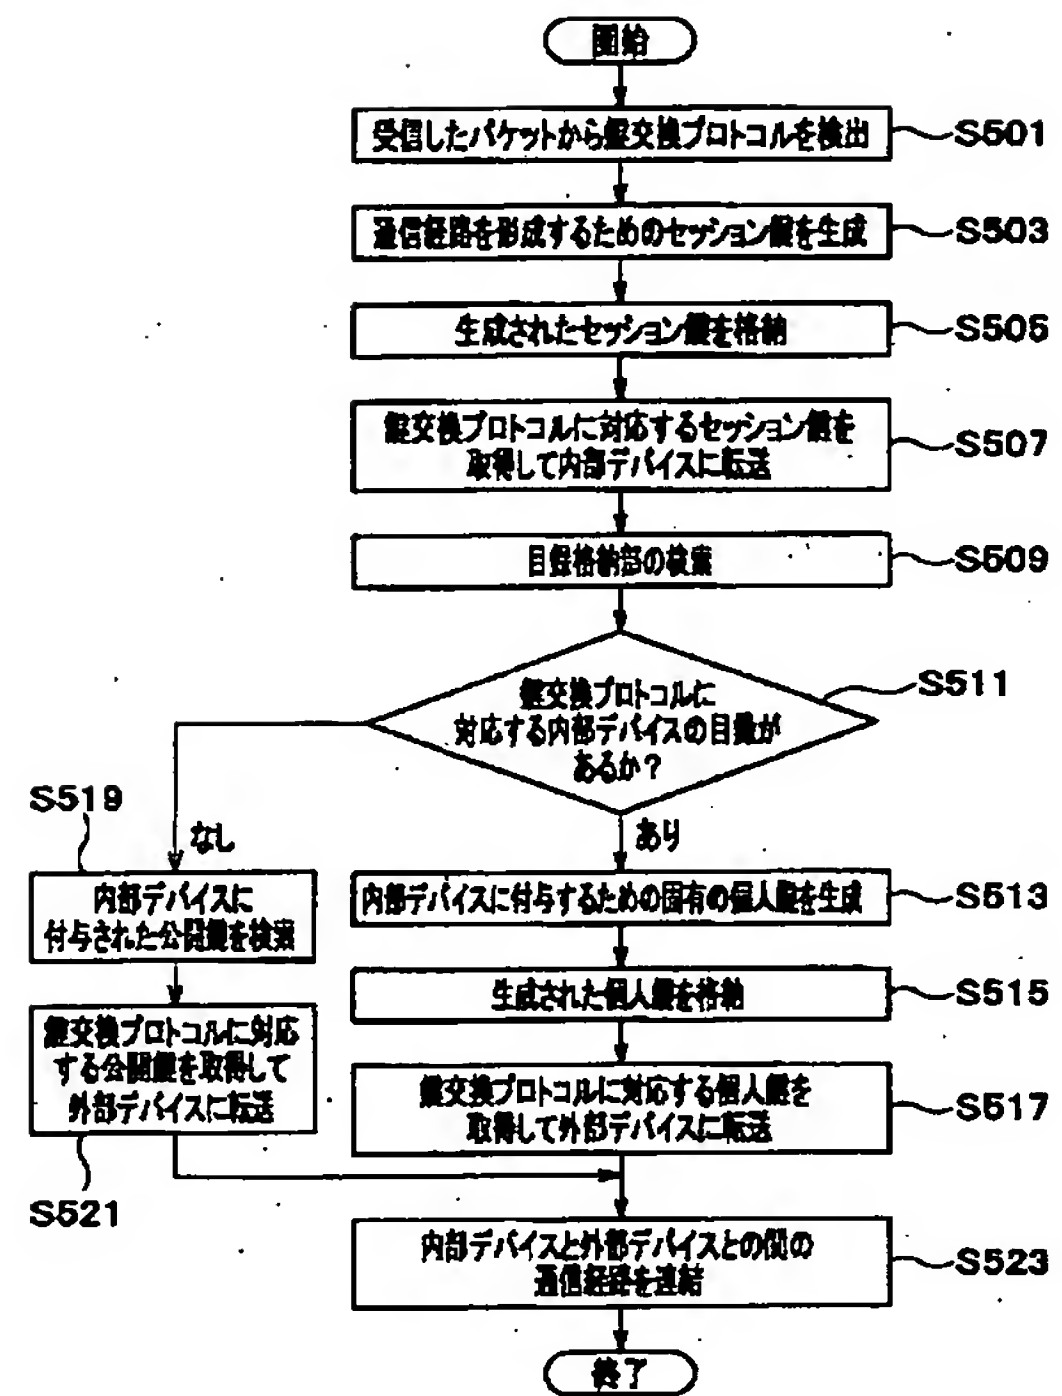 開始
受信したパケットから鍵交換プロトコルを検出
S501
通信経路を形成するためのセッション鍵を生成
S503
生成されたセッション鍵を格納
S505
鍵交換プロトコルに対応するセッション鍵を
取得して内部デバイスに転送
S507
目録格納部の検索
S509
鍵交換プロトコルに
対応する内部デバイスの目録が
あるか？
S511
なし
あり
S519
内部デバイスに
付与された公開鍵を検索
内部デバイスに付与するための固有の個人鍵を生成
S513
生成された個人鍵を格納
S515
鍵交換プロトコルに対応
する公開鍵を取得して
外部デバイスに転送
S521
鍵交換プロトコルに対応する個人鍵を
取得して外部デバイスに転送
S517
内部デバイスと外部デバイスとの間の
通信経路を連結
S523
終了